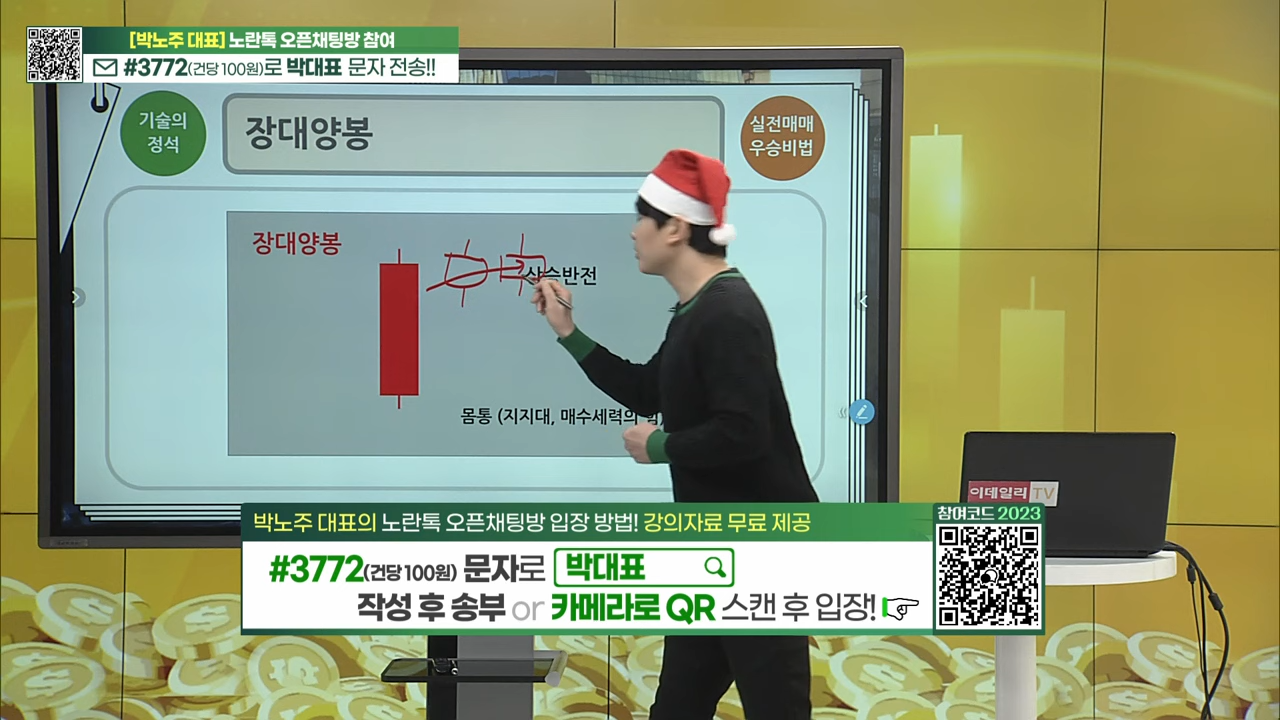 [박노주 대표] 노란톡 오픈채팅방 참여
#3772(건당 100원)로 박대표 문자 전송!!
기술의
정석
장대양봉
실전매매
우승비법
장대양봉
상승반전
몸통 (지지대, 매수세력의 힘)
이데일리 TV
박노주 대표의 노란톡 오픈채팅방 입장 방법! 강의자료 무료 제공
참여코드 2023
#3772(건당 100원) 문자로 박대표
작성 후 송부 or 카메라로 QR 스캔 후 입장!